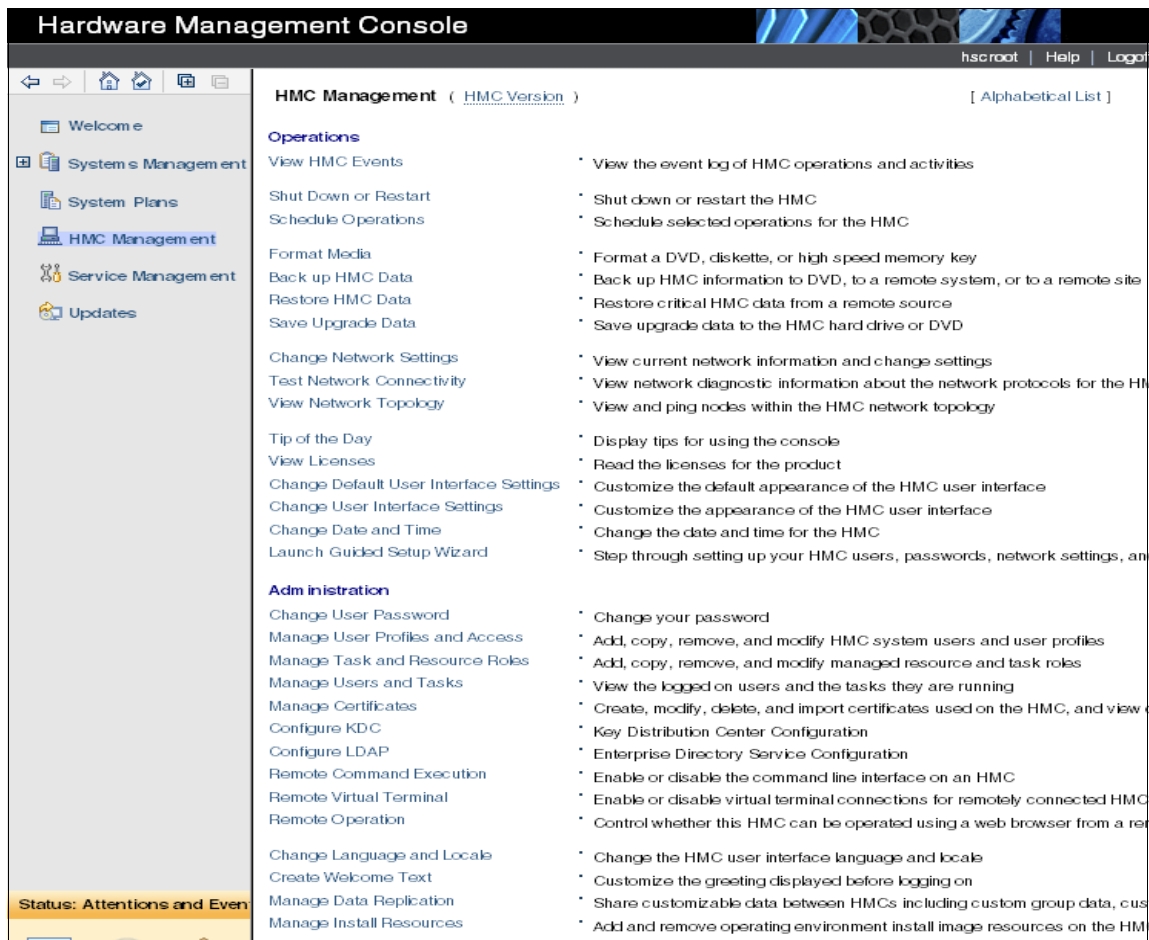 Hardware Management Console
hscroot | Help | Logof
HMC Management ( HMC Version ) [ Alphabetical List ]
Welcome
Systems Management
System Plans
HMC Management
Service Management
Updates
Status: Attentions and Even
Operations
View HMC Events View the event log of HMC operations and activities
Shut Down or Restart Shut down or restart the HMC
Schedule Operations Schedule selected operations for the HMC
Format Media Format a DVD, diskette, or high speed memory key
Back up HMC Data Back up HMC information to DVD, to a remote system, or to a remote site
Restore HMC Data Restore critical HMC data from a remote source
Save Upgrade Data Save upgrade data to the HMC hard drive or DVD
Change Network Settings View current network information and change settings
Test Network Connectivity View network diagnostic information about the network protocols for the HM
View Network Topology View and ping nodes within the HMC network topology
Tip of the Day Display tips for using the console
View Licenses Read the licenses for the product
Change Default User Interface Settings Customize the default appearance of the HMC user interface
Change User Interface Settings Customize the appearance of the HMC user interface
Change Date and Time Change the date and time for the HMC
Launch Guided Setup Wizard Step through setting up your HMC users, passwords, network settings, an
Administration
Change User Password Change your password
Manage User Profiles and Access Add, copy, remove, and modify HMC system users and user profiles
Manage Task and Resource Roles Add, copy, remove, and modify managed resource and task roles
Manage Users and Tasks View the logged on users and the tasks they are running
Manage Certificates Create, modify, delete, and import certificates used on the HMC, and view
Configure KDC Key Distribution Center Configuration
Configure LDAP Enterprise Directory Service Configuration
Remote Command Execution Enable or disable the command line interface on an HMC
Remote Virtual Terminal Enable or disable virtual terminal connections for remotely connected HMC
Remote Operation Control whether this HMC can be operated using a web browser from a rer
Change Language and Locale Change the HMC user interface language and locale
Create Welcome Text Customize the greeting displayed before logging on
Manage Data Replication Share customizable data between HMCs including custom group data, cus
Manage Install Resources Add and remove operating environment install image resources on the HM